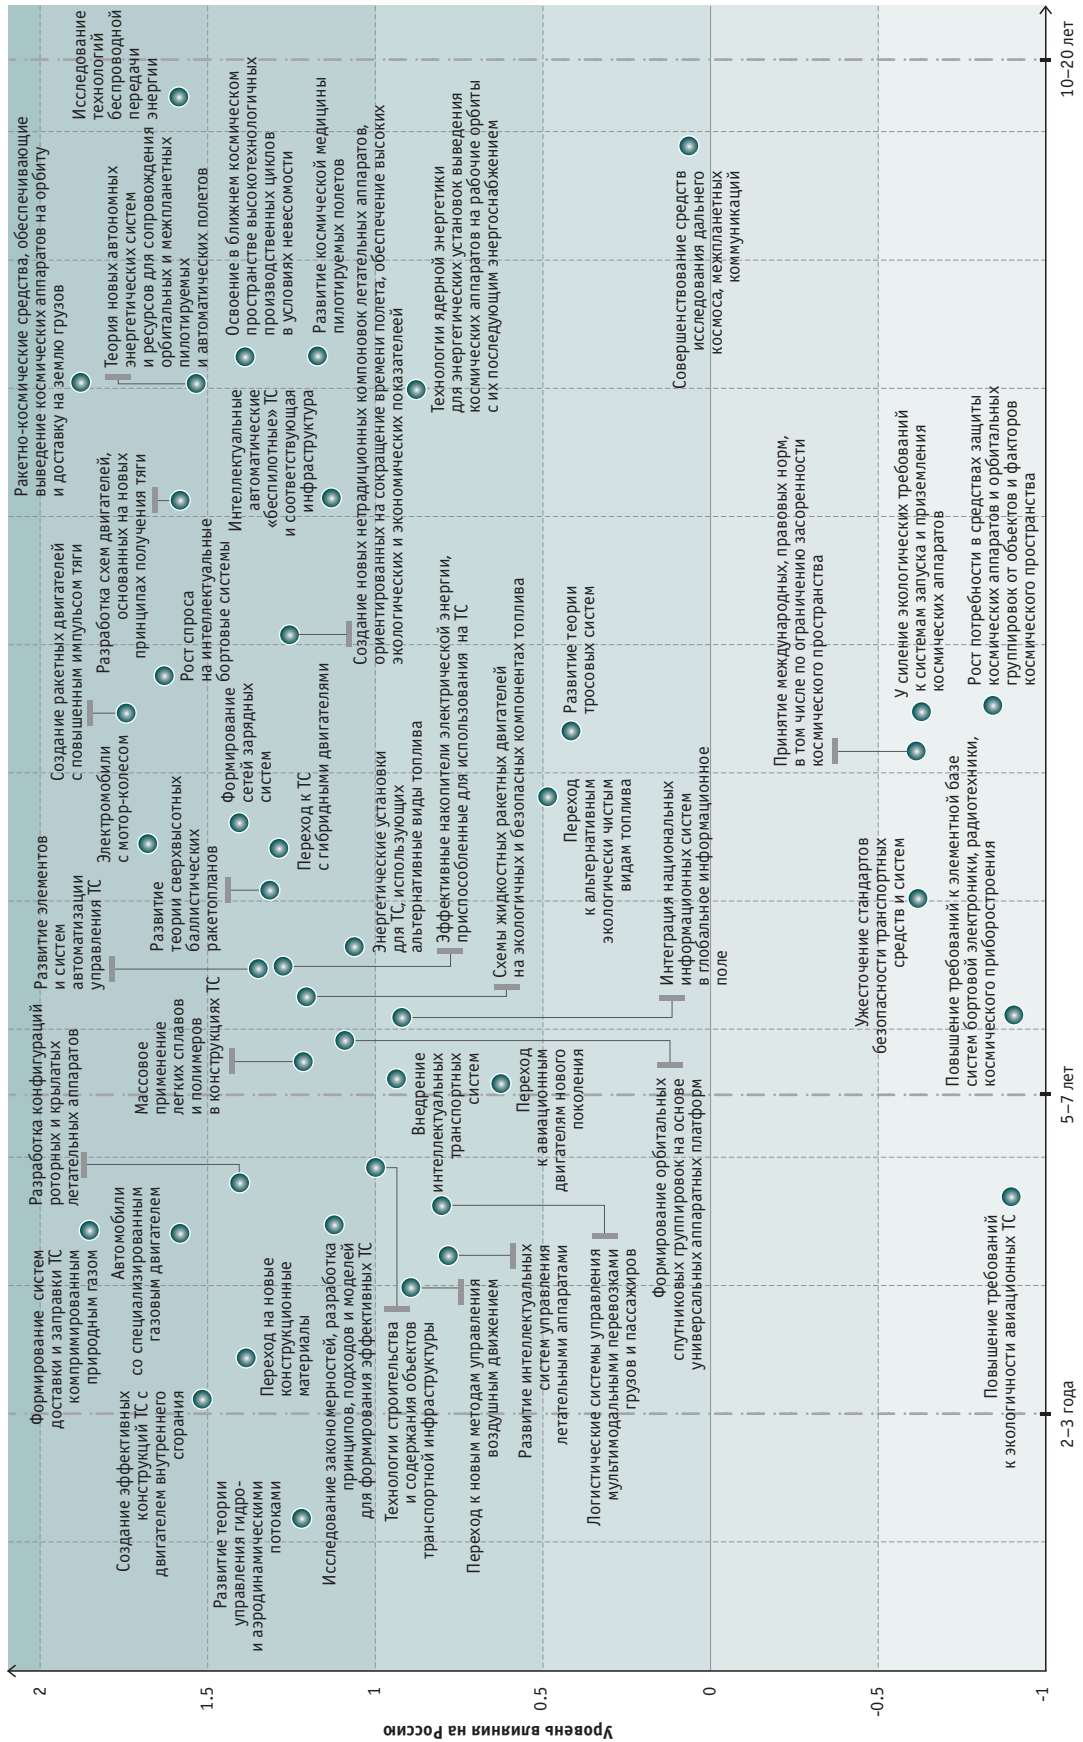 Уровень влияния на Россию
2
1.5
1
0.5
0
-0.5
-1
2–3 года
5–7 лет
10–20 лет
Формирование систем
доставки и заправки ТС
компримированным
природным газом
Создание эффективных
конструкций ТС с
двигателем внутреннего
сгорания
Автомобили
со специализированным
газовым двигателем
Развитие теории
управления гидро-
и аэродинамическими
потоками
Переход на новые
конструкционные
материалы
Исследование закономерностей, разработка
принципов, подходов и моделей
для формирования эффективных ТС
Технологии строительства
и содержания объектов
транспортной инфраструктуры
Переход к новым методам управления
воздушным движением
Развитие интеллектуальных
систем управления
летательными аппаратами
Логистические системы управления
мультимодальными перевозками
грузов и пассажиров
Формирование орбитальных
спутниковых группировок на основе
универсальных аппаратных платформ
Повышение требований
к экологичности авиационных ТС
Разработка конфигураций
роторных и крылатых
летательных аппаратов
Массовое
применение
легких сплавов
и полимеров
в конструкциях ТС
Внедрение
интеллектуальных
транспортных
систем
Переход
к авиационным
двигателям нового
поколения
Развитие элементов
и систем
автоматизации
управления ТС
Электромобили
с мотор-колесом
Развитие
теории сверхвысотных
баллистических
ракетопланов
Формирование
сетей зарядных
систем
Переход к ТС
с гибридными двигателями
Энергетические установки
для ТС, использующих
альтернативные виды топлива
Эффективные накопители электрической энергии,
приспособленные для использования на ТС
Схемы жидкостных ракетных двигателей
на экологичных и безопасных компонентах топлива
Переход
к альтернативным
экологически чистым
видам топлива
Развитие теории
тросовых систем
Интеграция национальных
информационных систем
в глобальное информационное
поле
Ужесточение стандартов
безопасности транспортных
средств и систем
Повышение требований к элементной базе
систем бортовой электроники, радиотехники,
космического приборостроения
Создание ракетных двигателей
с повышенным импульсом тяги
Разработка схем двигателей,
основанных на новых
принципах получения тяги
Рост спроса
на интеллектуальные
бортовые системы
Интеллектуальные
автоматические
«беспилотные» ТС
и соответствующая
инфраструктура
Создание новых нетрадиционных компоновок летательных аппаратов,
ориентированных на сокращение времени полета, обеспечение высоких
экологических и экономических показателей
Принятие международных, правовых норм,
в том числе по ограничению засоренности
космического пространства
У силение экологических требований
к системам запуска и приземления
космических аппаратов
Рост потребности в средствах защиты
космических аппаратов и орбитальных
группировок от объектов и факторов
космического пространства
Ракетно-космические средства, обеспечивающие
выведение космических аппаратов на орбиту
и доставку на землю грузов
Исследование
технологий
беспроводной
передачи
энергии
Теория новых автономных
энергетических систем
и ресурсов для сопровождения
орбитальных и межпланетных
пилотируемых
и автоматических полетов
Освоение в ближнем космическом
пространстве высокотехнологичных
производственных циклов
в условиях невесомости
Развитие космической медицины
пилотируемых полетов
Технологии ядерной энергетики
для энергетических установок выведения
космических аппаратов на рабочие орбиты
с их последующим энергоснабжением
Совершенствование средств
исследования дальнего
космоса, межпланетных
коммуникаций